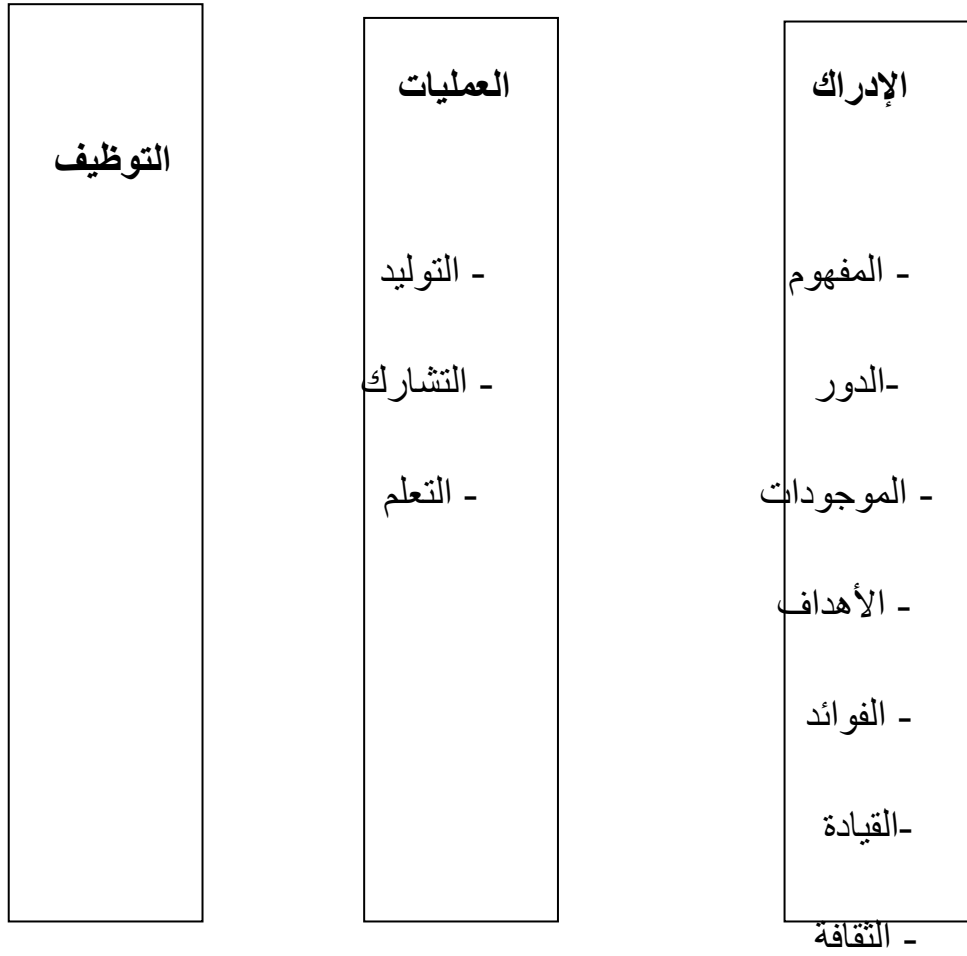 الإدراك
- المفهوم
-الدور
- الموجودات
- الأهداف
- الفوائد
-القيادة
- الثقافة
العمليات
- التوليد
- التشارك
- التعلم
التوظيف